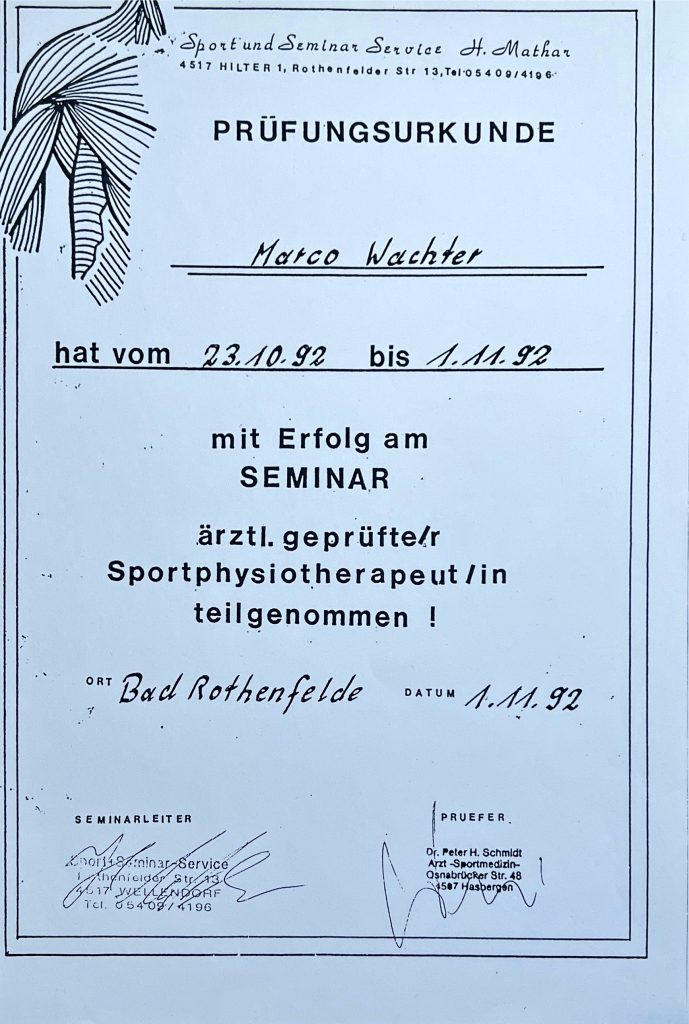 Sport und Seminar Service H. Mathar
4517 HILTER 1, Rothenfelder Str 13, Tel 05409/4196
PRÜFUNGSURKUNDE
Marco Wachter
hat vom 23.10.92 bis 1.11.92
mit Erfolg am
SEMINAR
ärztl. geprüfte/r
Sportphysiotherapeut/in
teilgenommen !
ORT Bad Rothenfelde DATUM 1.11.92
SEMINARLEITER
Sport+Seminar-Service
Rothenfelder Str. 13
4517 WELLENDORF
Tel. 05409/4196
PRUEFER
Dr. Peter H. Schmidt
Arzt -Sportmedizin-
Osnabrücker Str. 48
4507 Hasbergen